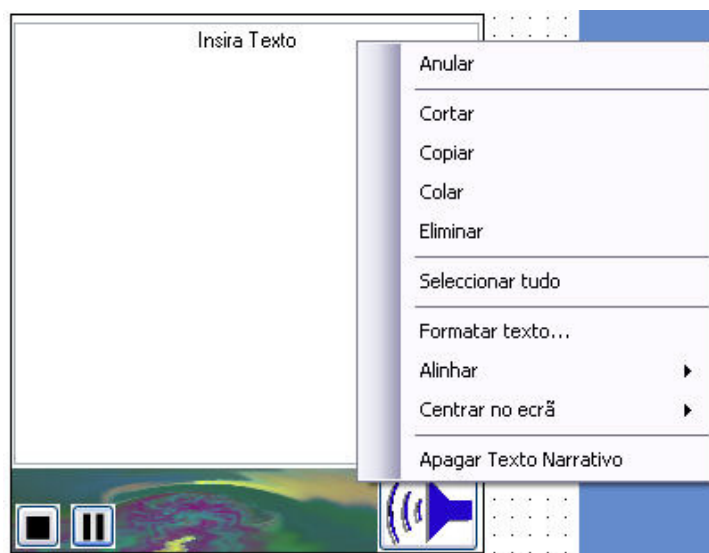 Insira Texto
Anular
Cortar
Copiar
Colar
Eliminar
Seleccionar tudo
Formatar texto...
Alinhar
Centrar no ecrã
Apagar Texto Narrativo